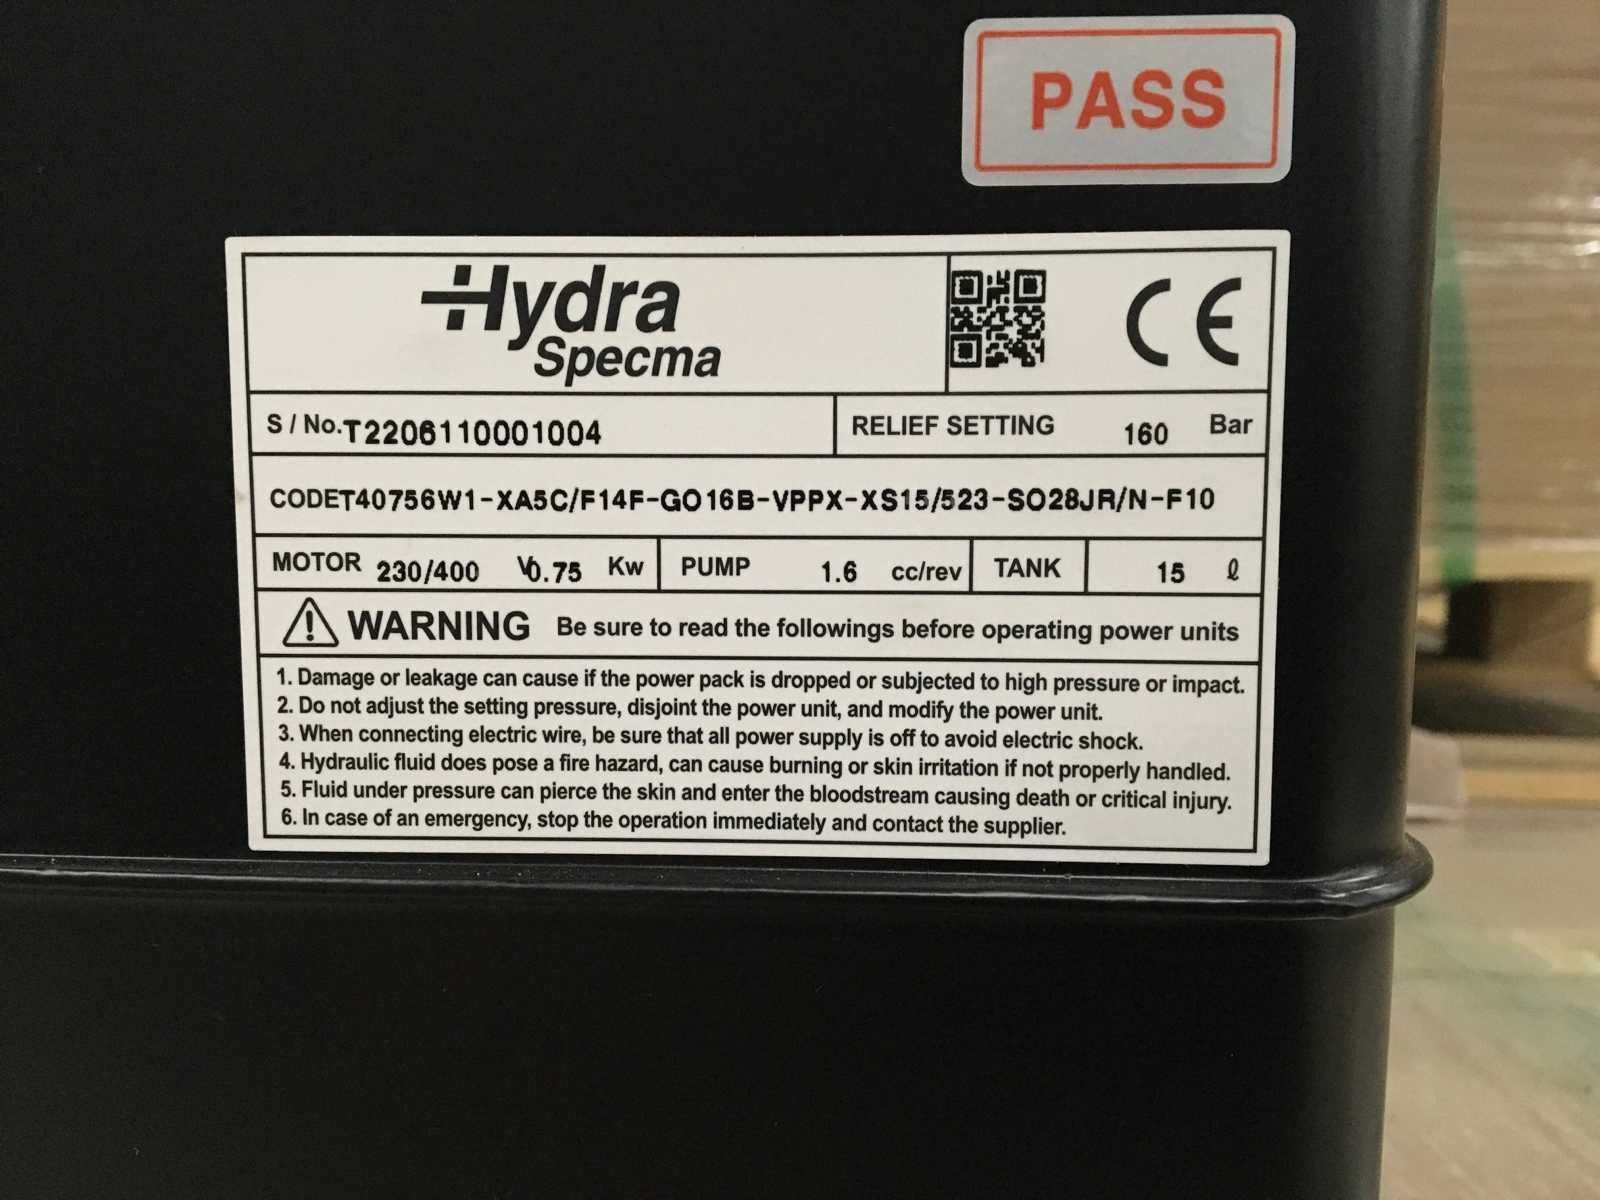 PASS
Hydra
Specma
CE
S / No. T2206110001004 RELIEF SETTING 160 Bar
CODET40756W1-XA5C/F14F-GO16B-VPPX-XS15/523-SO28JR/N-F10
MOTOR 230/400 V0.75 Kw PUMP 1.6 cc/rev TANK 15 ℓ
WARNING Be sure to read the followings before operating power units
1. Damage or leakage can cause if the power pack is dropped or subjected to high pressure or impact.
2. Do not adjust the setting pressure, disjoint the power unit, and modify the power unit.
3. When connecting electric wire, be sure that all power supply is off to avoid electric shock.
4. Hydraulic fluid does pose a fire hazard, can cause burning or skin irritation if not properly handled.
5. Fluid under pressure can pierce the skin and enter the bloodstream causing death or critical injury.
6. In case of an emergency, stop the operation immediately and contact the supplier.